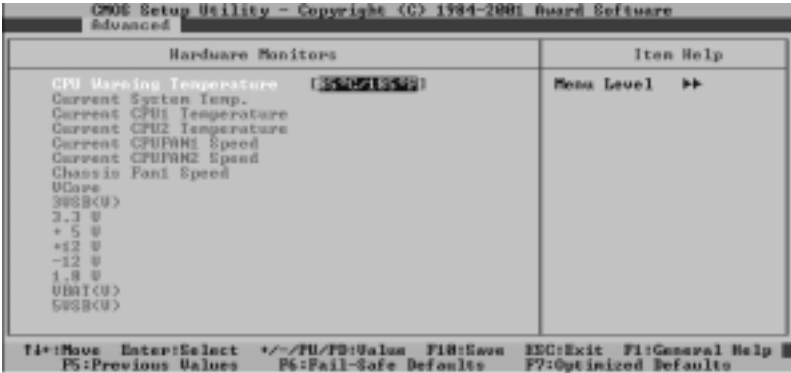 CMOS Setup Utility - Copyright (C) 1984-2001 Award Software
Advanced
Hardware Monitors
Item Help
CPU Warning Temperature [85°C/185°F]
Menu Level ►►
Current System Temp.
Current CPU1 Temperature
Current CPU2 Temperature
Current CPUFAN1 Speed
Current CPUFAN2 Speed
Chassis Fan1 Speed
VCore
3VSB(V)
3.3 V
+ 5 V
+12 V
-12 V
1.8 V
VBAT(V)
5VSB(V)
↑↓←:Move Enter:Select +/-/PU/PD:Value F10:Save ESC:Exit F1:General Help
F5:Previous Values F6:Fail-Safe Defaults F7:Optimized Defaults